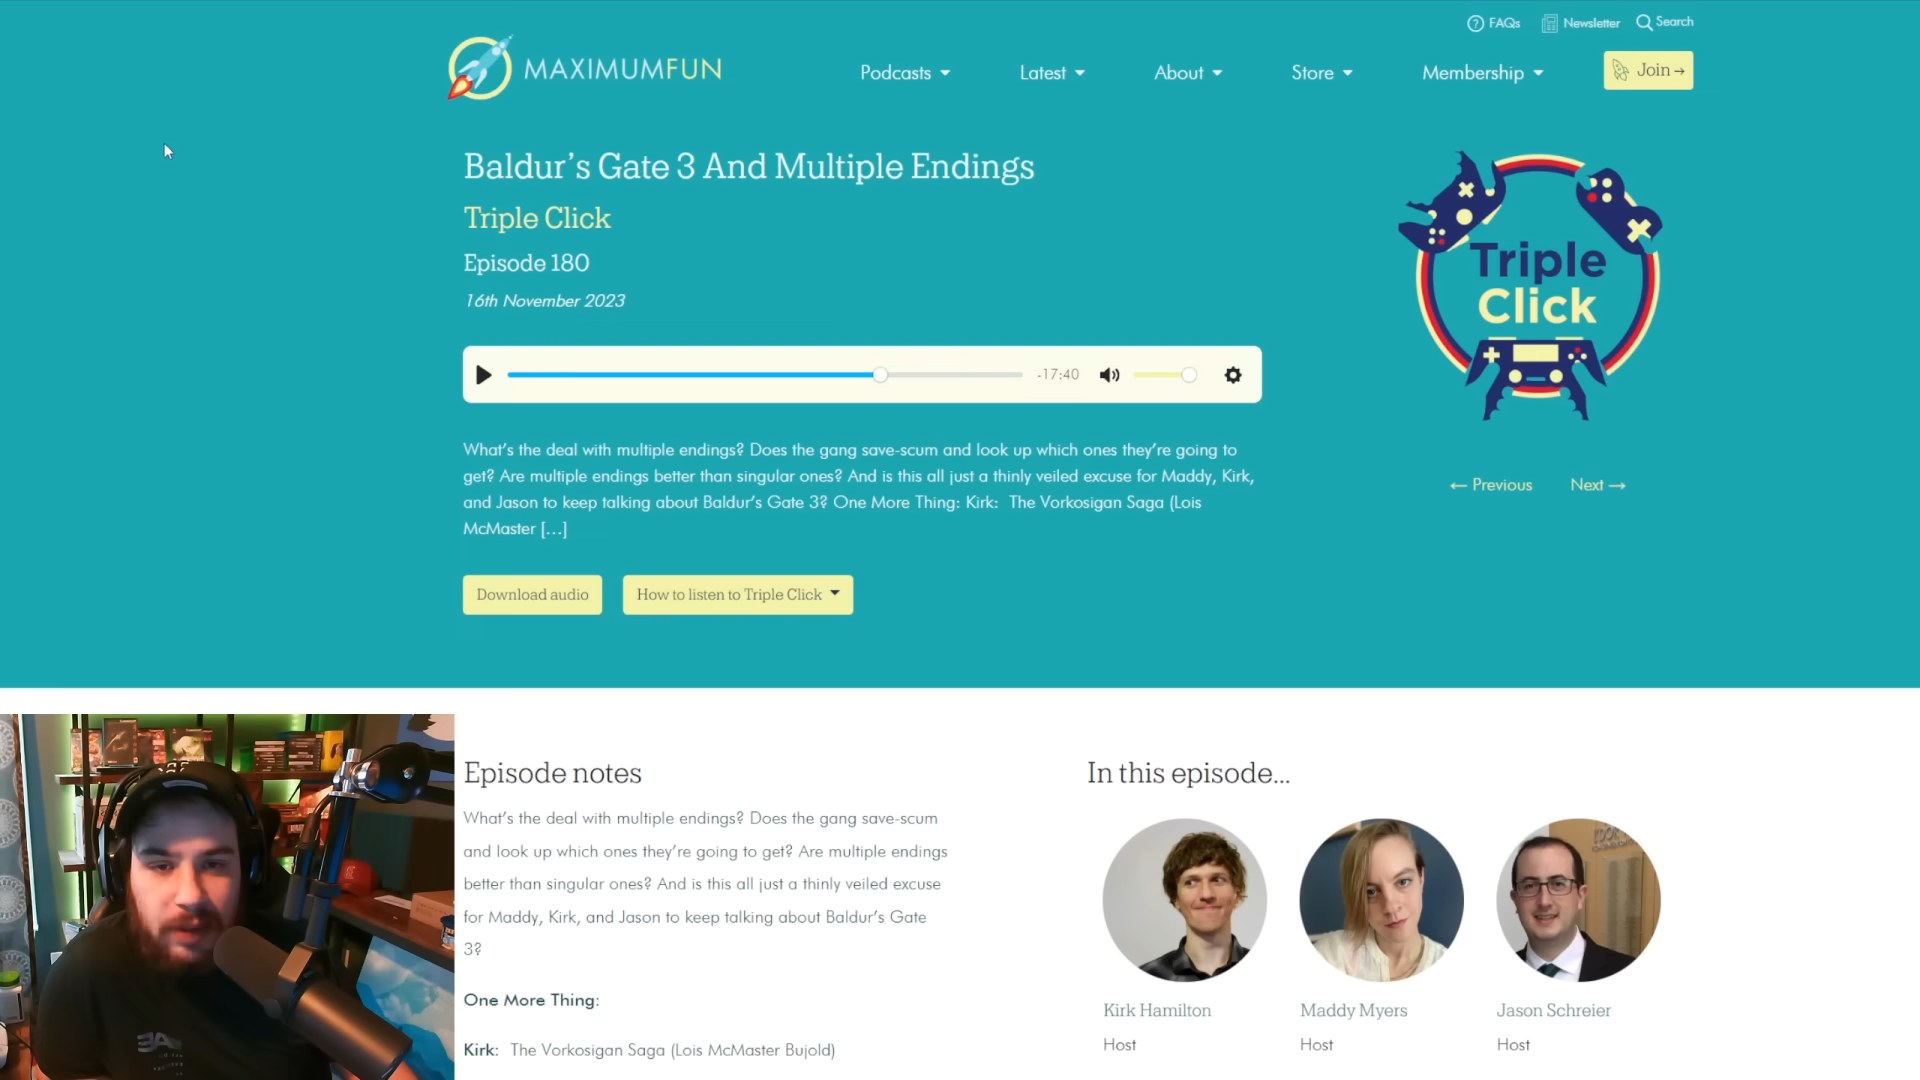 FAQs
Newsletter
Search
MAXIMUMFUN
Podcasts
Latest
About
Store
Membership
Join →
Baldur’s Gate 3 And Multiple Endings
Triple Click
Episode 180
16th November 2023
Triple
Click
-17:40
What’s the deal with multiple endings? Does the gang save-scum and look up which ones they’re going to
get? Are multiple endings better than singular ones? And is this all just a thinly veiled excuse for Maddy, Kirk,
and Jason to keep talking about Baldur’s Gate 3? One More Thing: Kirk: The Vorkosigan Saga (Lois
McMaster […]
← Previous
Next →
Download audio
How to listen to Triple Click
Episode notes
What’s the deal with multiple endings? Does the gang save-scum
and look up which ones they’re going to get? Are multiple endings
better than singular ones? And is this all just a thinly veiled excuse
for Maddy, Kirk, and Jason to keep talking about Baldur’s Gate
3?
One More Thing:
Kirk: The Vorkosigan Saga (Lois McMaster Bujold)
In this episode...
Kirk Hamilton
Host
Maddy Myers
Host
Jason Schreier
Host